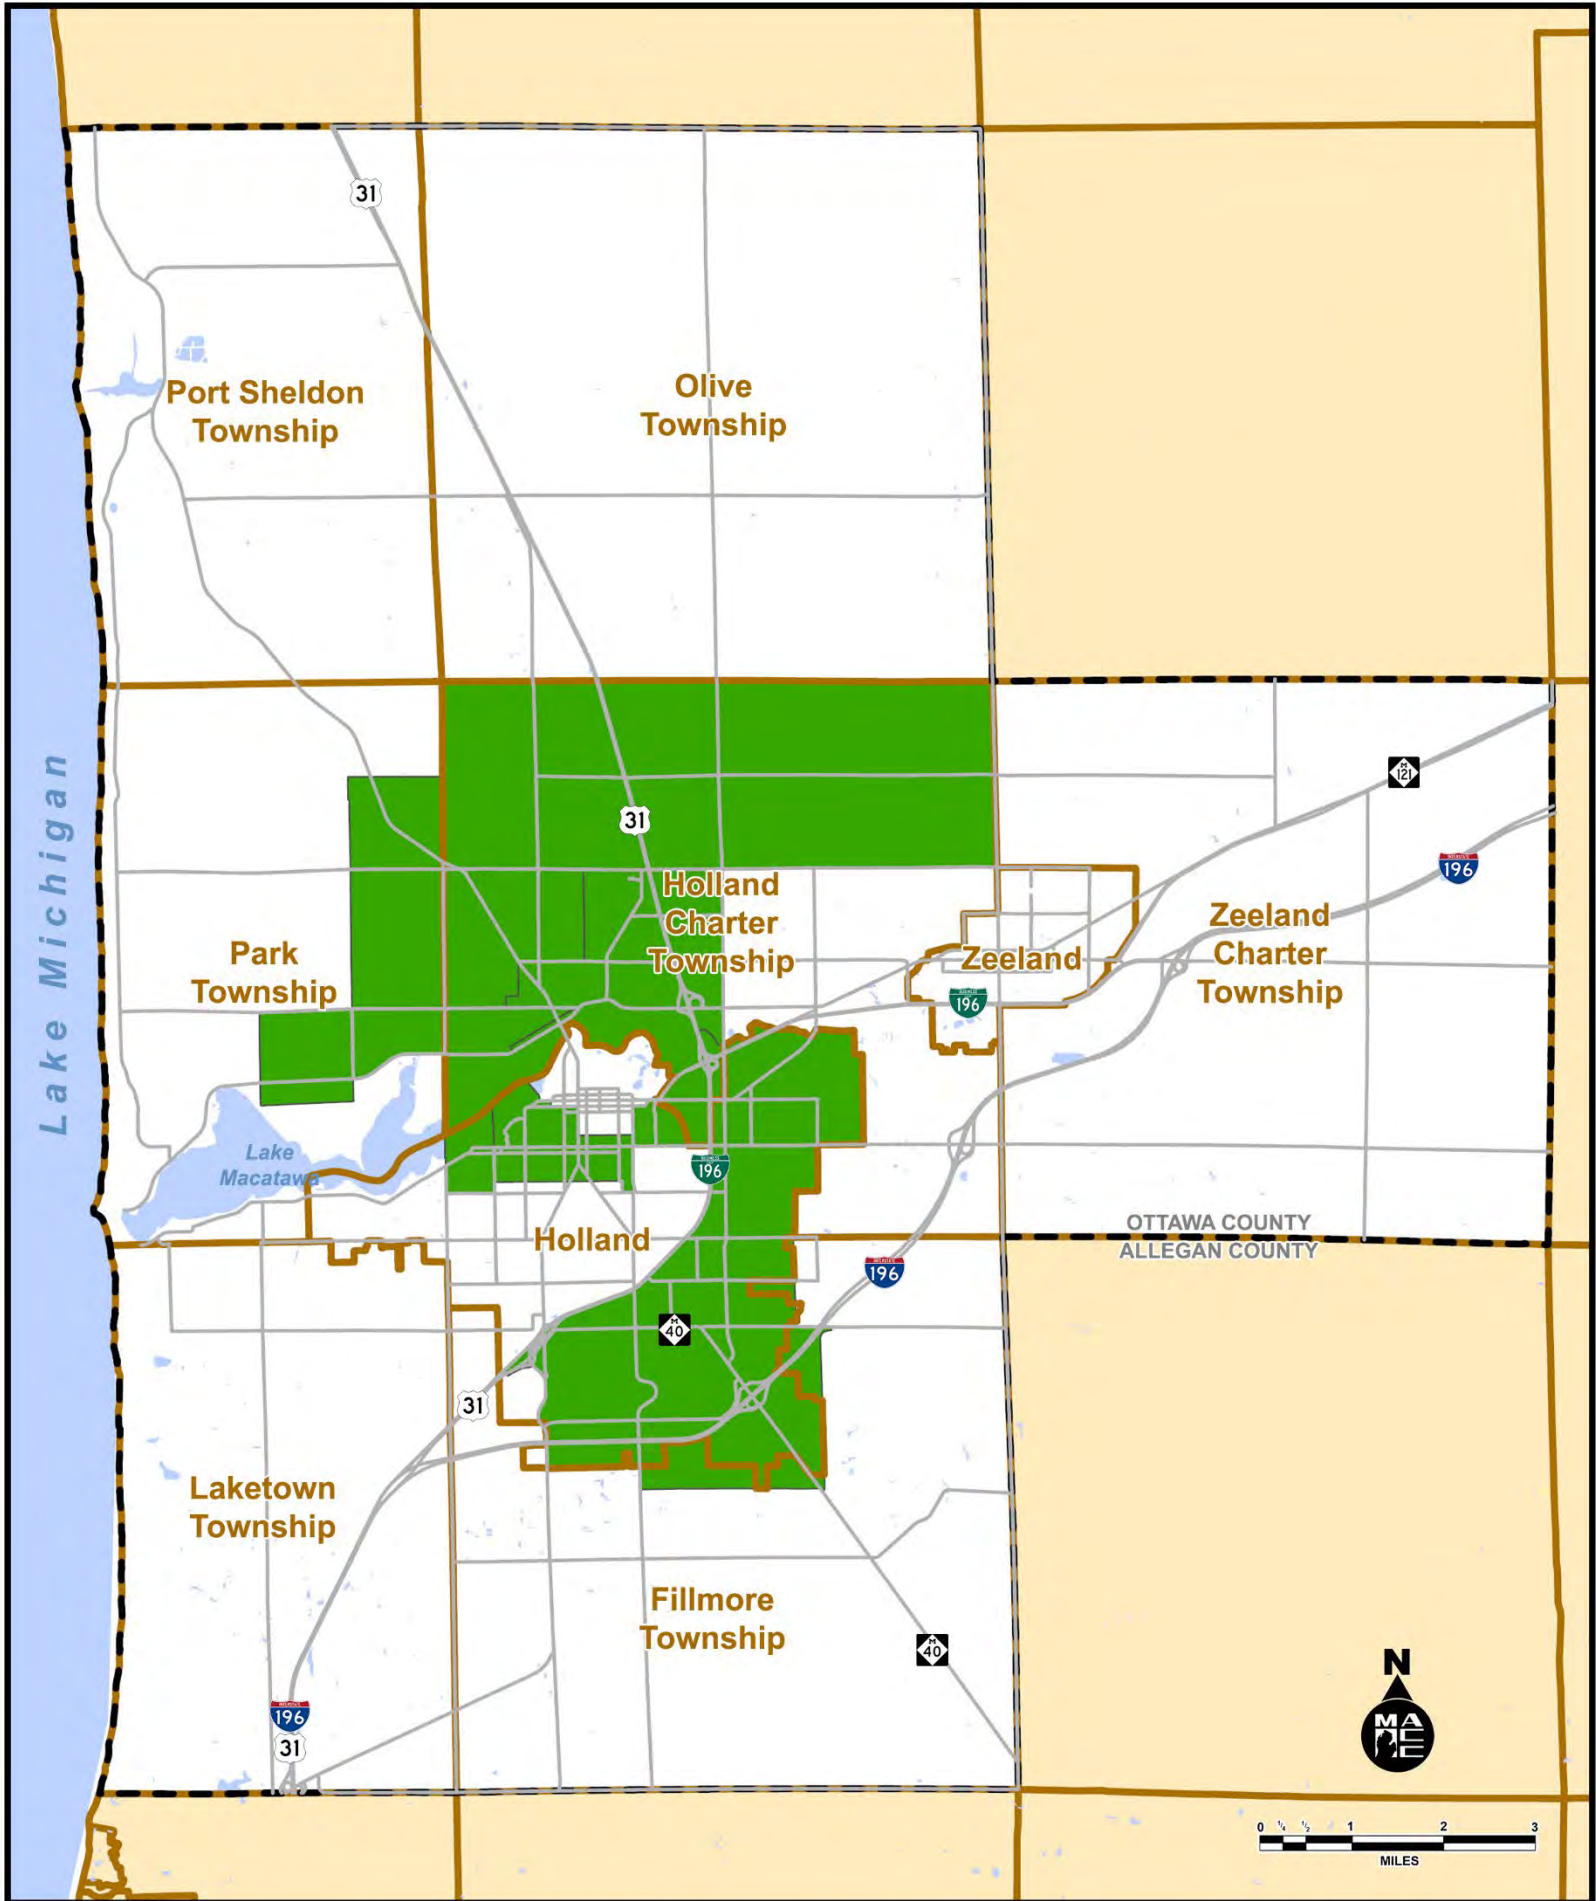 31
Port Sheldon
Township
Olive
Township
Lake Michigan
M
121
31
196
Holland
Charter
Township
Zeeland
Charter
Township
Park
Township
Zeeland
196
Lake
Macatawa
196
OTTAWA COUNTY
ALLEGAN COUNTY
Holland
196
M
40
31
Laketown
Township
Fillmore
Township
M
40
N
196
31
0 ¼ ½ 1 2 3
MILES